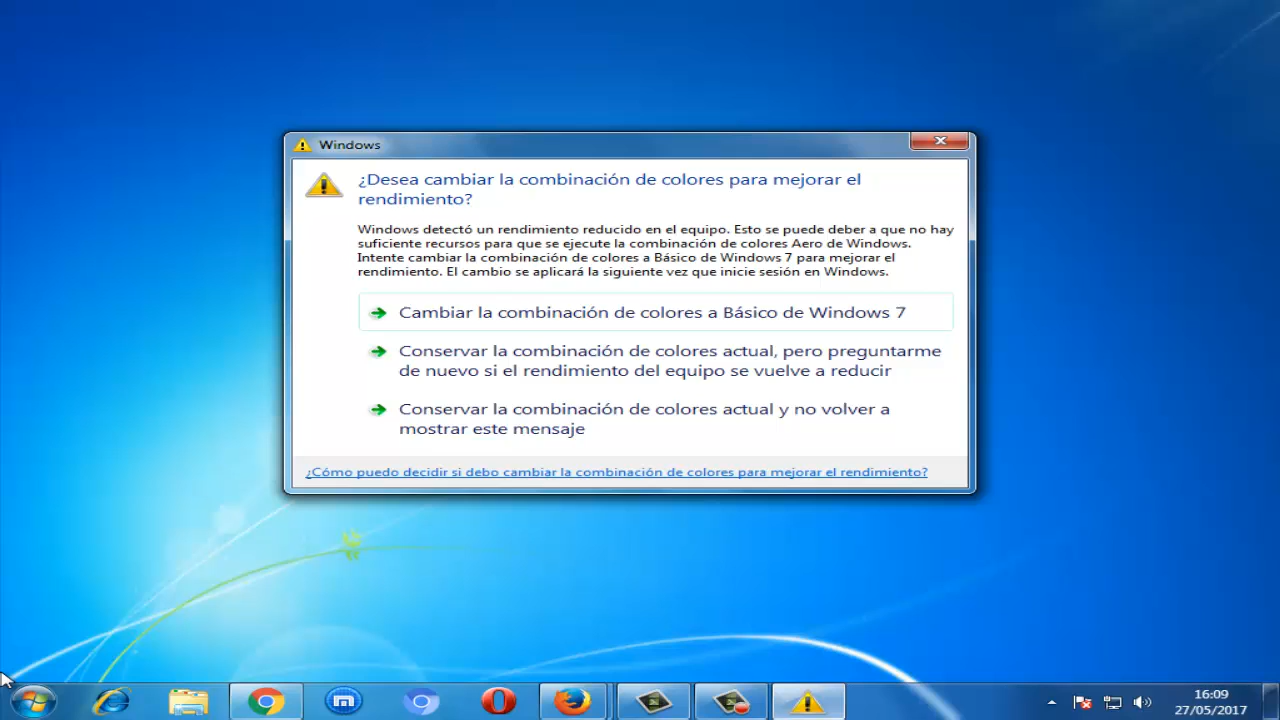 Windows
¿Desea cambiar la combinación de colores para mejorar el
rendimiento?
Windows detectó un rendimiento reducido en el equipo. Esto se puede deber a que no hay
suficiente recursos para que se ejecute la combinación de colores Aero de Windows.
Intente cambiar la combinación de colores a Básico de Windows 7 para mejorar el
rendimiento. El cambio se aplicará la siguiente vez que inicie sesión en Windows.
Cambiar la combinación de colores a Básico de Windows 7
Conservar la combinación de colores actual, pero preguntarme
de nuevo si el rendimiento del equipo se vuelve a reducir
Conservar la combinación de colores actual y no volver a
mostrar este mensaje
¿Cómo puedo decidir si debo cambiar la combinación de colores para mejorar el rendimiento?
16:09
27/05/2017